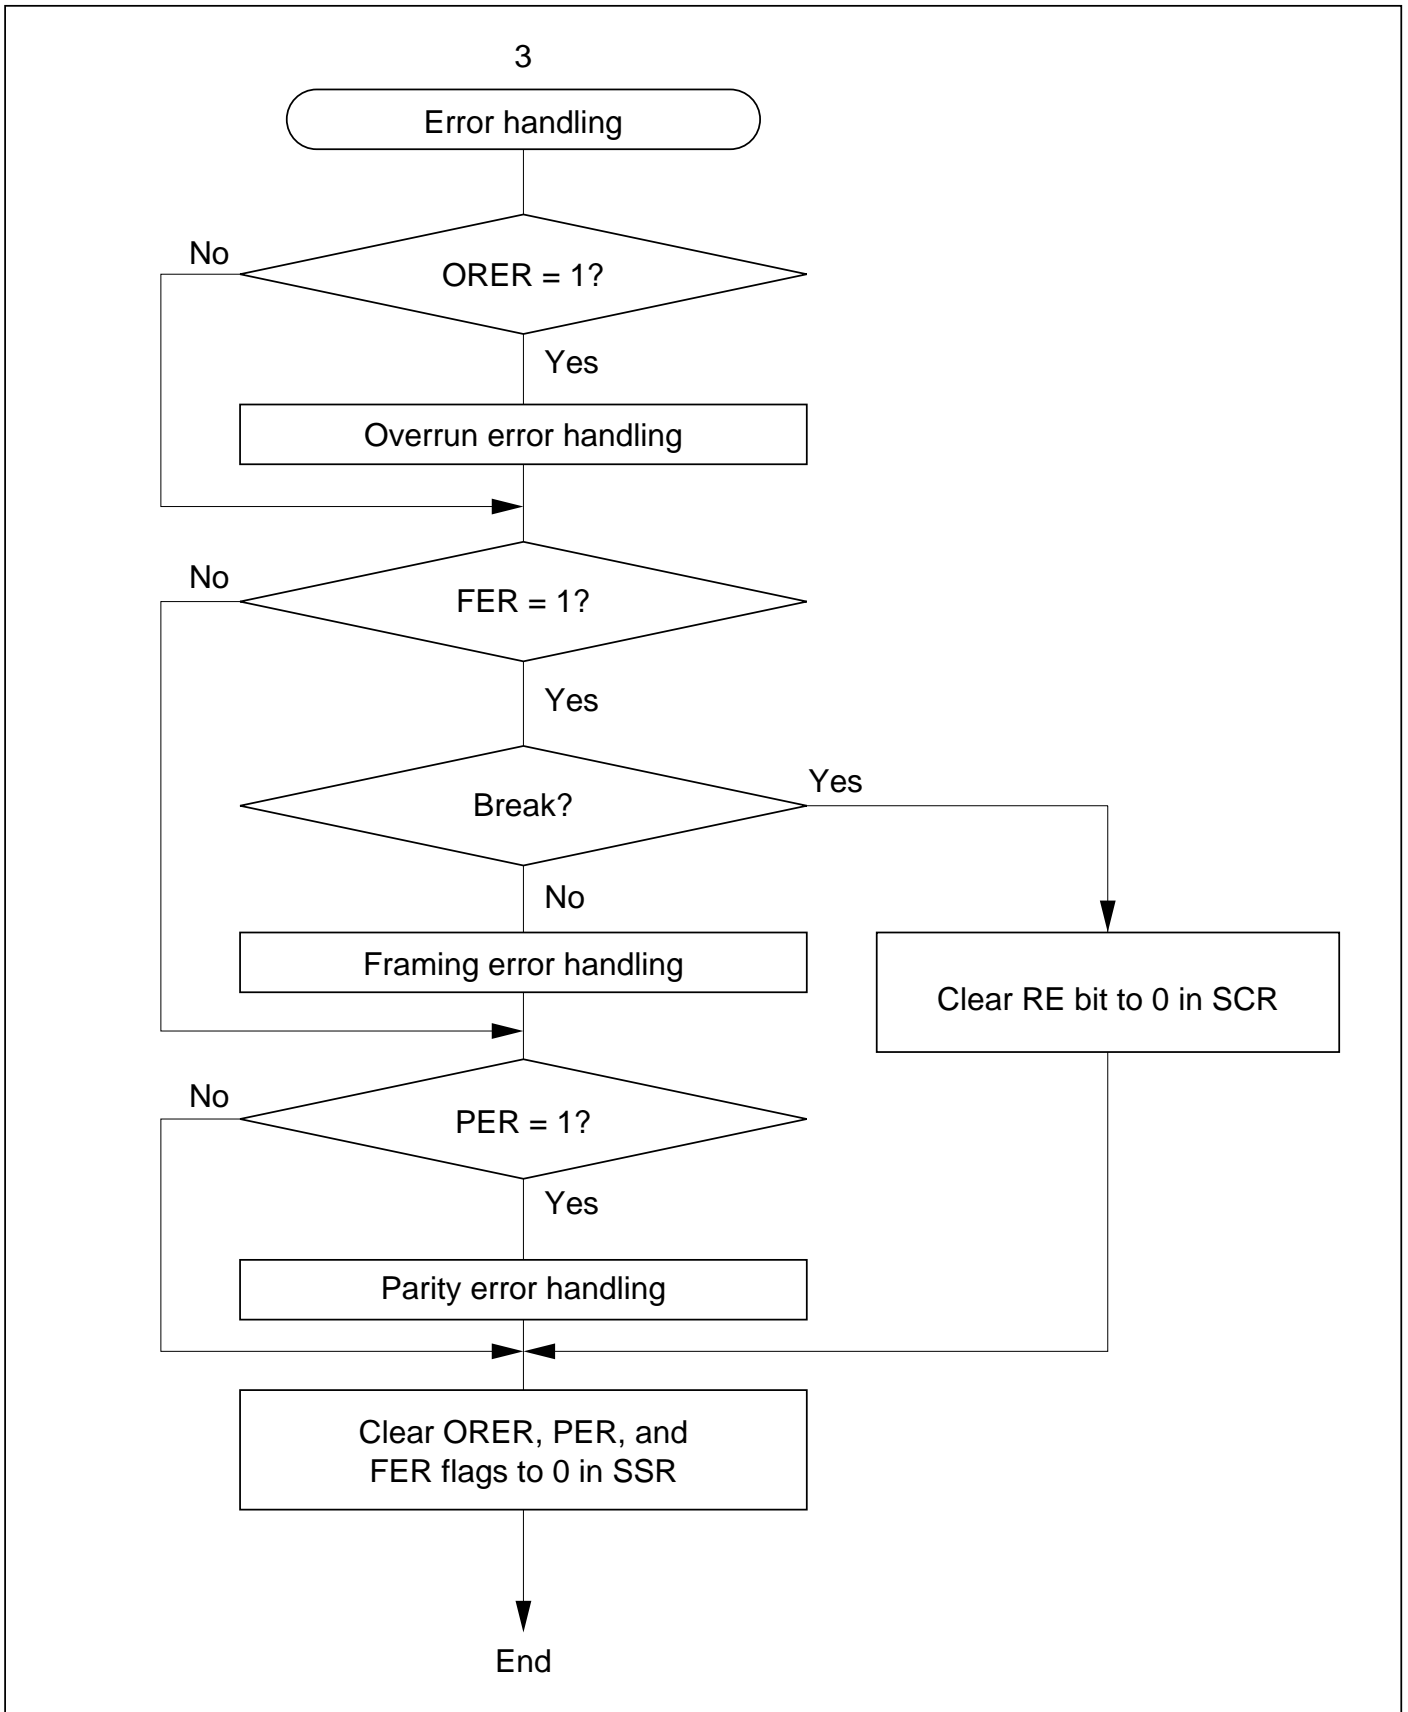 3
Error handling
No
ORER = 1?
Yes
Overrun error handling
No
FER = 1?
Yes
Break?
Yes
No
Framing error handling
Clear RE bit to 0 in SCR
No
PER = 1?
Yes
Parity error handling
Clear ORER, PER, and
FER flags to 0 in SSR
End